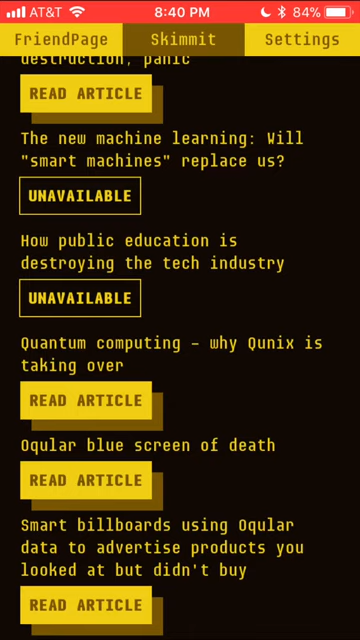 AT&T 8:40 PM 84%
FriendPage Skimmit Settings
destruction, panic
READ ARTICLE
The new machine learning: Will
"smart machines" replace us?
UNAVAILABLE
How public education is
destroying the tech industry
UNAVAILABLE
Quantum computing – why Qunix is
taking over
READ ARTICLE
Oqular blue screen of death
READ ARTICLE
Smart billboards using Oqular
data to advertise products you
looked at but didn't buy
READ ARTICLE